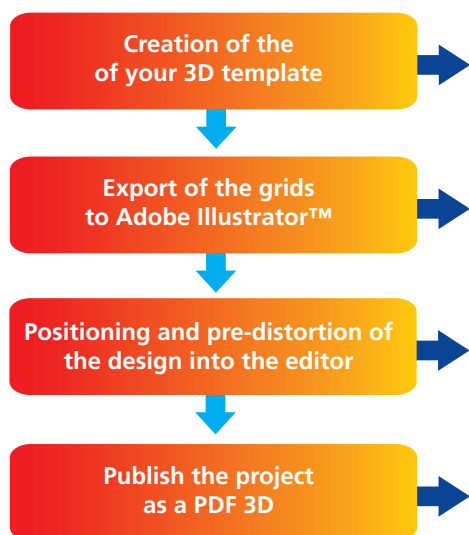 Creation of the
of your 3D template
Export of the grids
to Adobe Illustrator™
Positioning and pre-distortion of
the design into the editor
Publish the project
as a PDF 3D